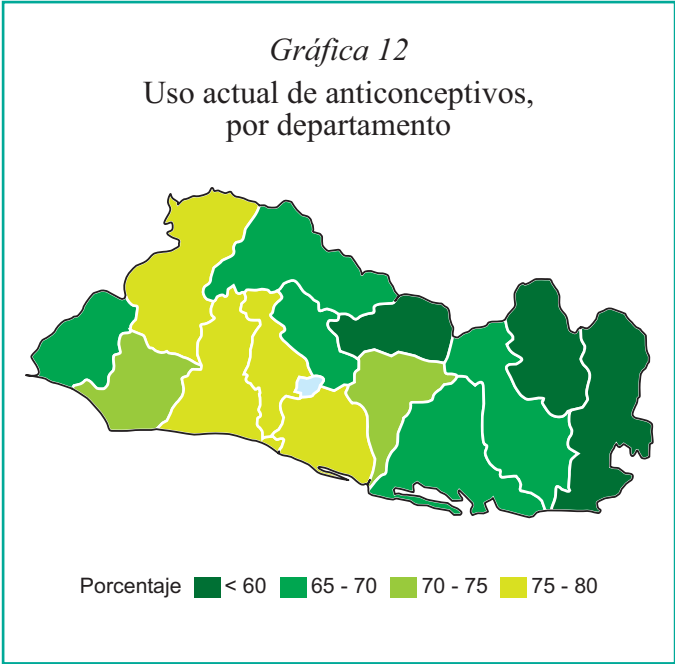 Gráfica 12
Uso actual de anticonceptivos,
por departamento
Porcentaje < 60 65 - 70 70 - 75 75 - 80